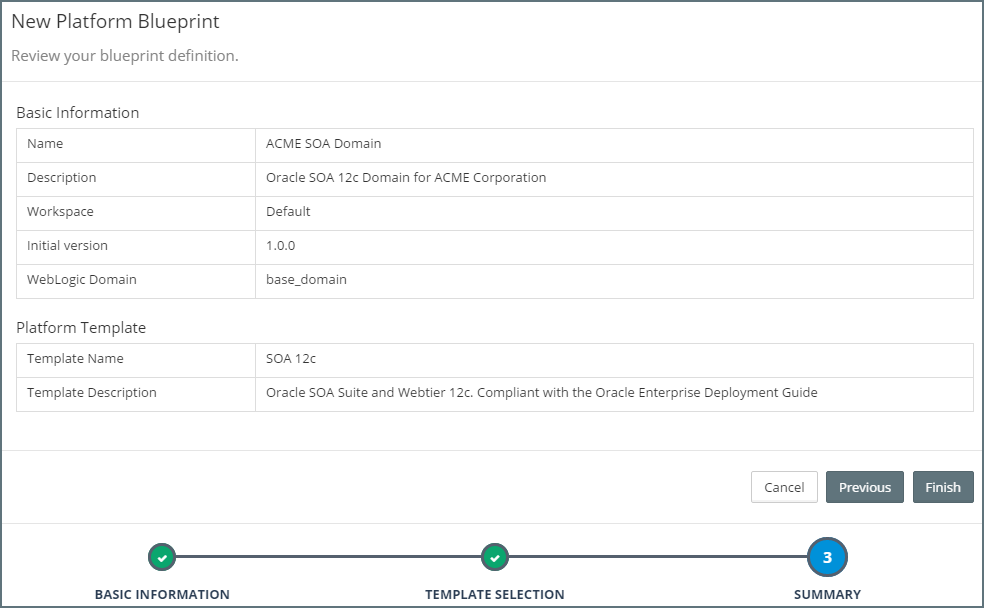 New Platform Blueprint
Review your blueprint definition.
Basic Information
Name ACME SOA Domain
Description Oracle SOA 12c Domain for ACME Corporation
Workspace Default
Initial version 1.0.0
WebLogic Domain base_domain
Platform Template
Template Name SOA 12c
Template Description Oracle SOA Suite and Webtier 12c. Compliant with the Oracle Enterprise Deployment Guide
Cancel Previous Finish
3
BASIC INFORMATION TEMPLATE SELECTION SUMMARY